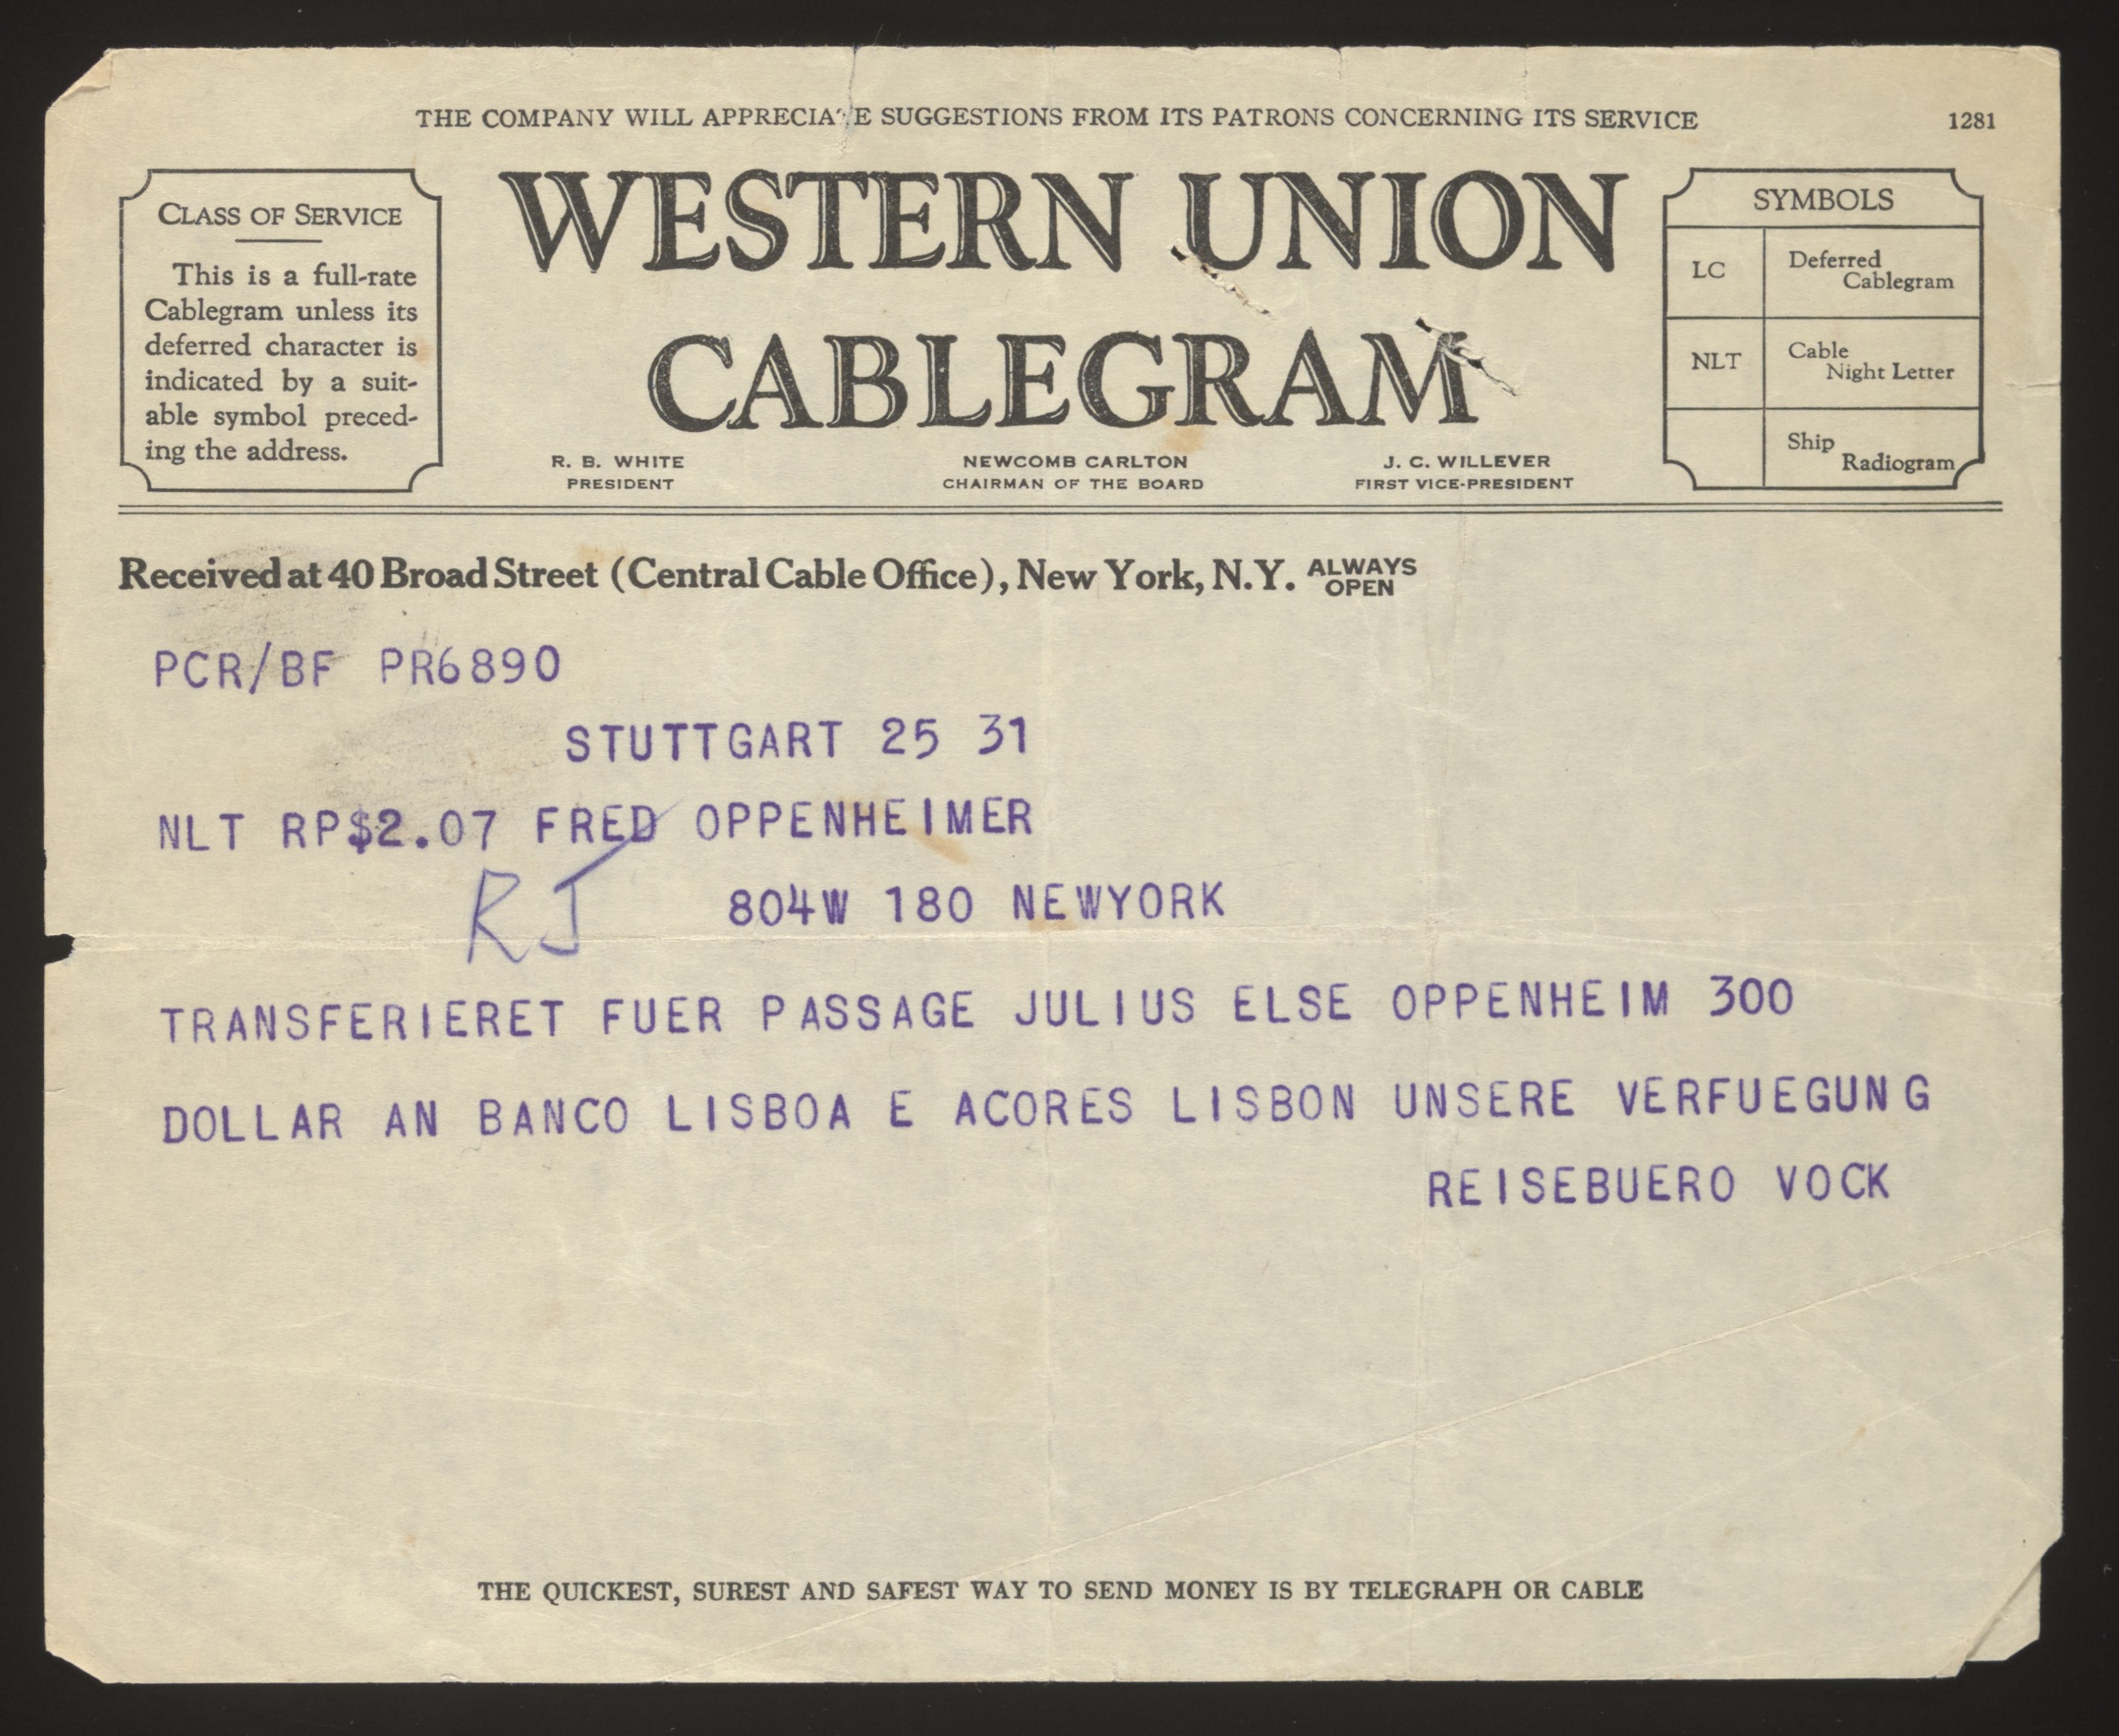 THE COMPANY WILL APPRECIATE SUGGESTIONS FROM ITS PATRONS CONCERNING ITS SERVICE
1281
CLASS OF SERVICE
This is a full-rate
Cablegram unless its
deferred character is
indicated by a suit-
able symbol preced-
ing the address.
WESTERN UNION
CABLEGRAM
R. B. WHITE
PRESIDENT
NEWCOMB CARLTON
CHAIRMAN OF THE BOARD
J. C. WILLEVER
FIRST VICE-PRESIDENT
SYMBOLS
LC Deferred
Cablegram
NLT Cable
Night Letter
Ship
Radiogram
Received at 40 Broad Street (Central Cable Office), New York, N.Y. ALWAYS
OPEN
PCR/BF PR6890
STUTTGART 25 31
NLT RP$2.07 FRED OPPENHEIMER
RJ
804W 180 NEWYORK
TRANSFERIERET FUER PASSAGE JULIUS ELSE OPPENHEIM 300
DOLLAR AN BANCO LISBOA E ACORES LISBON UNSERE VERFUEGUNG
REISEBUERO VOCK
THE QUICKEST, SUREST AND SAFEST WAY TO SEND MONEY IS BY TELEGRAPH OR CABLE